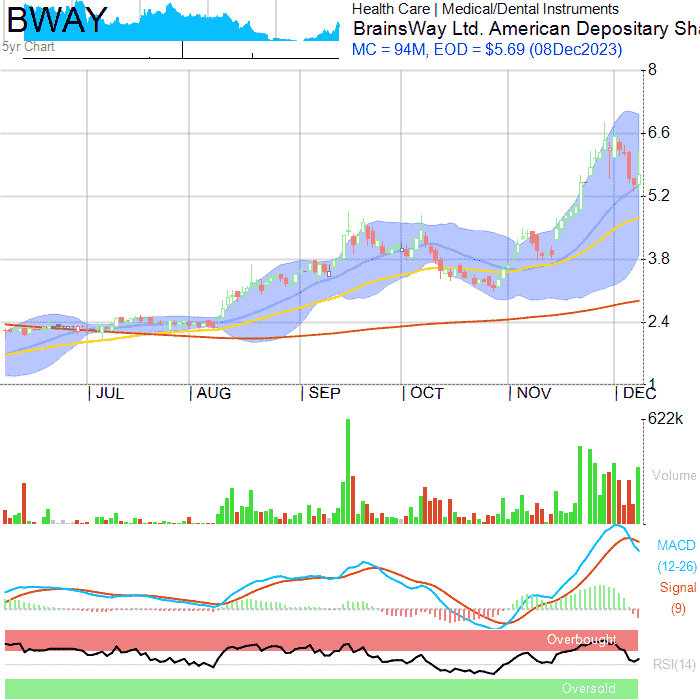 BWAY
5yr Chart
Health Care | Medical/Dental Instruments
BrainsWay Ltd. American Depositary Sha
MC = 94M, EOD = $5.69 (08Dec2023)
8
6.6
5.2
3.8
2.4
1
JUL
AUG
SEP
OCT
NOV
DEC
622k
Volume
MACD
(12-26)
Signal
(9)
Overbought
RSI(14)
Oversold